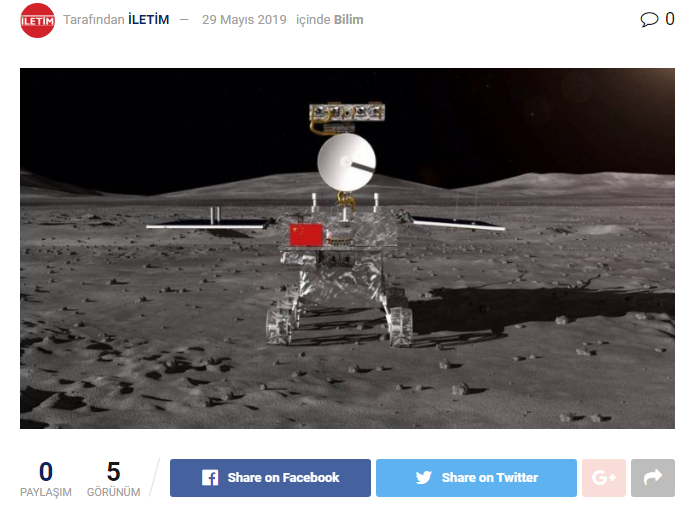 İLETİM
Tarafından İLETİM — 29 Mayıs 2019 içinde Bilim
0
0
PAYLAŞIM
5
GÖRÜNÜM
Share on Facebook
Share on Twitter
G+